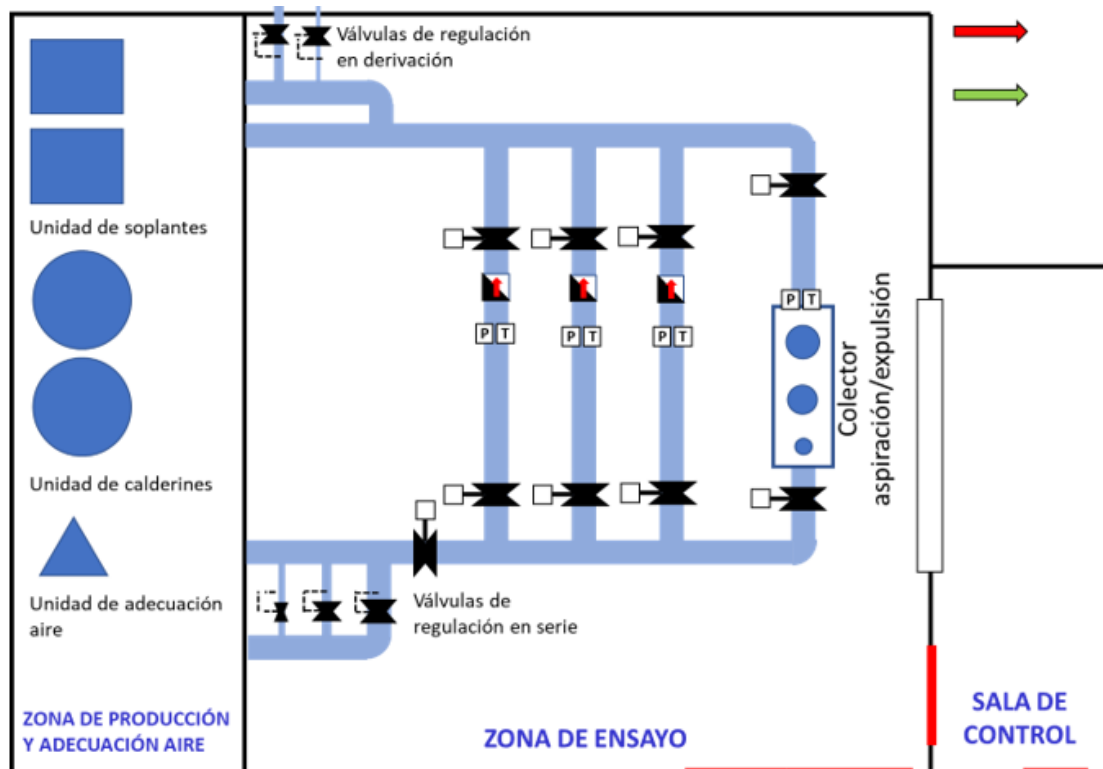 Válvulas de regulación
en derivación
Unidad de soplantes
P T
P T
P T
P T
Colector
aspiración/expulsión
Unidad de calderines
Unidad de adecuación
aire
Válvulas de
regulación en serie
ZONA DE PRODUCCIÓN
Y ADECUACIÓN AIRE
ZONA DE ENSAYO
SALA DE
CONTROL